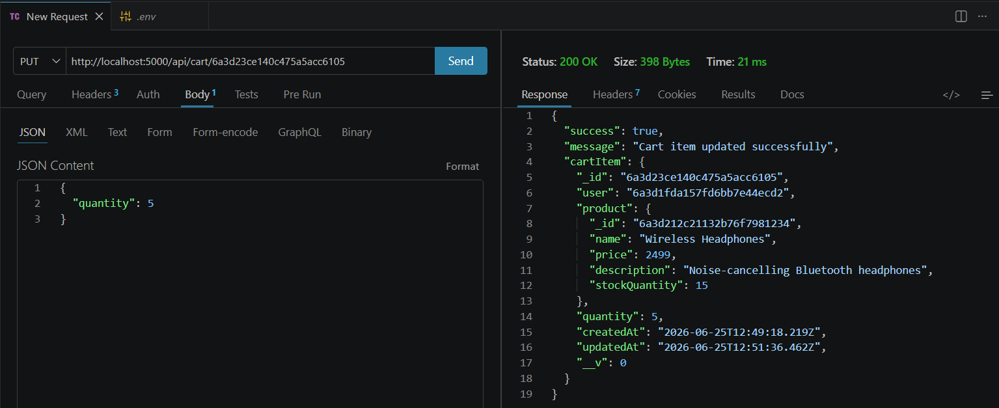 TC New Request .env
PUT http://localhost:5000/api/cart/6a3d23ce140c475a5acc6105 Send
Query Headers 3 Auth Body 1 Tests Pre Run
JSON XML Text Form Form-encode GraphQL Binary
JSON Content Format
1 {
2 "quantity": 5
3 }
Status: 200 OK Size: 398 Bytes Time: 21 ms
Response Headers 7 Cookies Results Docs </>
1 {
2 "success": true,
3 "message": "Cart item updated successfully",
4 "cartItem": {
5 "_id": "6a3d23ce140c475a5acc6105",
6 "user": "6a3d1fda157fd6bb7e44ecd2",
7 "product": {
8 "_id": "6a3d212c21132b76f7981234",
9 "name": "Wireless Headphones",
10 "price": 2499,
11 "description": "Noise-cancelling Bluetooth headphones",
12 "stockQuantity": 15
13 },
14 "quantity": 5,
15 "createdAt": "2026-06-25T12:49:18.219Z",
16 "updatedAt": "2026-06-25T12:51:36.462Z",
17 "__v": 0
18 }
19 }